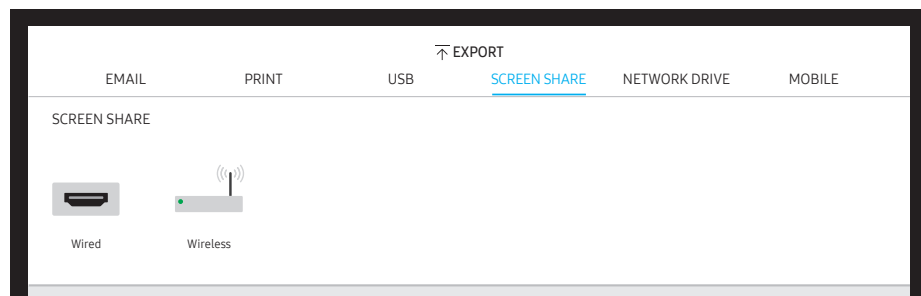 EXPORT
EMAIL PRINT USB SCREEN SHARE NETWORK DRIVE MOBILE
SCREEN SHARE
Wired Wireless